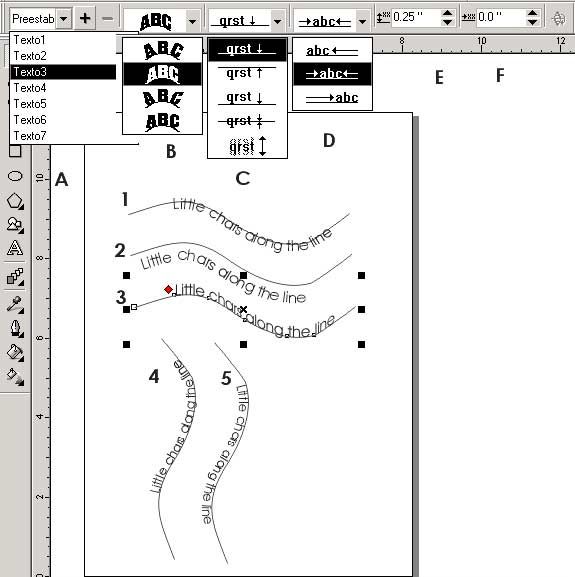 Preestab ABC qrst abc 0.25 " 0.0 "
Texto1
Texto2
Texto3
Texto4
Texto5
Texto6
Texto7
ABC
ABC
ABC
ABC
qrst
qrst
qrst
qrst
qrst
abc
abc
abc
8 10 12
A B C D E F
10
8
6
4
2
0
1 Little chars along the line
2 Little chars along the line
3 Little chars along the line
4 Little chars along the line
5 Little chars along the line